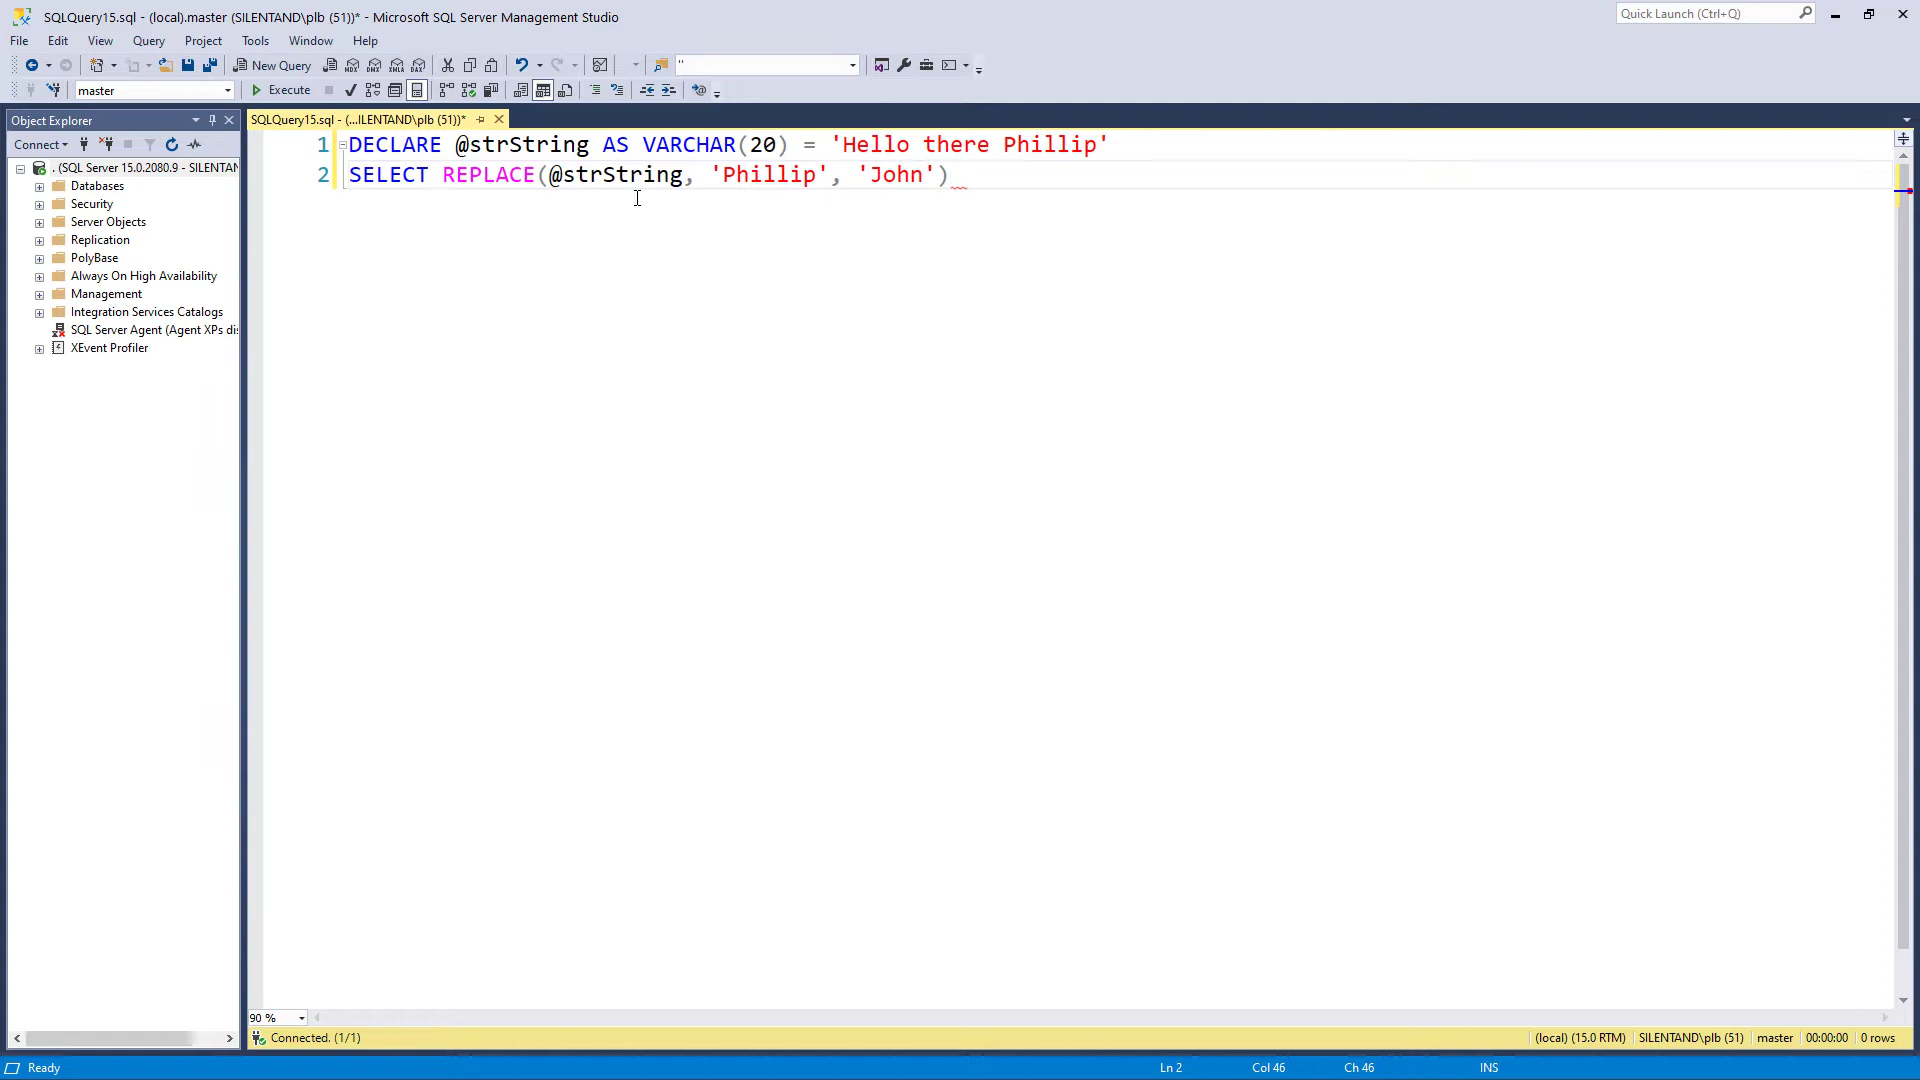 SQLQuery15.sql - (local).master (SILENTAND\plb (51))* - Microsoft SQL Server Management Studio
Quick Launch (Ctrl+Q)
File Edit View Query Project Tools Window Help
New Query MDX DMX XMLA DAX "
master Execute
Object Explorer
SQLQuery15.sql - (...ILENTAND\plb (51))*
Connect
. (SQL Server 15.0.2080.9 - SILENTAN
Databases
Security
Server Objects
Replication
PolyBase
Always On High Availability
Management
Integration Services Catalogs
SQL Server Agent (Agent XPs dis
XEvent Profiler
1 DECLARE @strString AS VARCHAR(20) = 'Hello there Phillip'
2 SELECT REPLACE(@strString, 'Phillip', 'John')
90 %
Connected. (1/1)
(local) (15.0 RTM) SILENTAND\plb (51) master 00:00:00 0 rows
Ready Ln 2 Col 46 Ch 46 INS